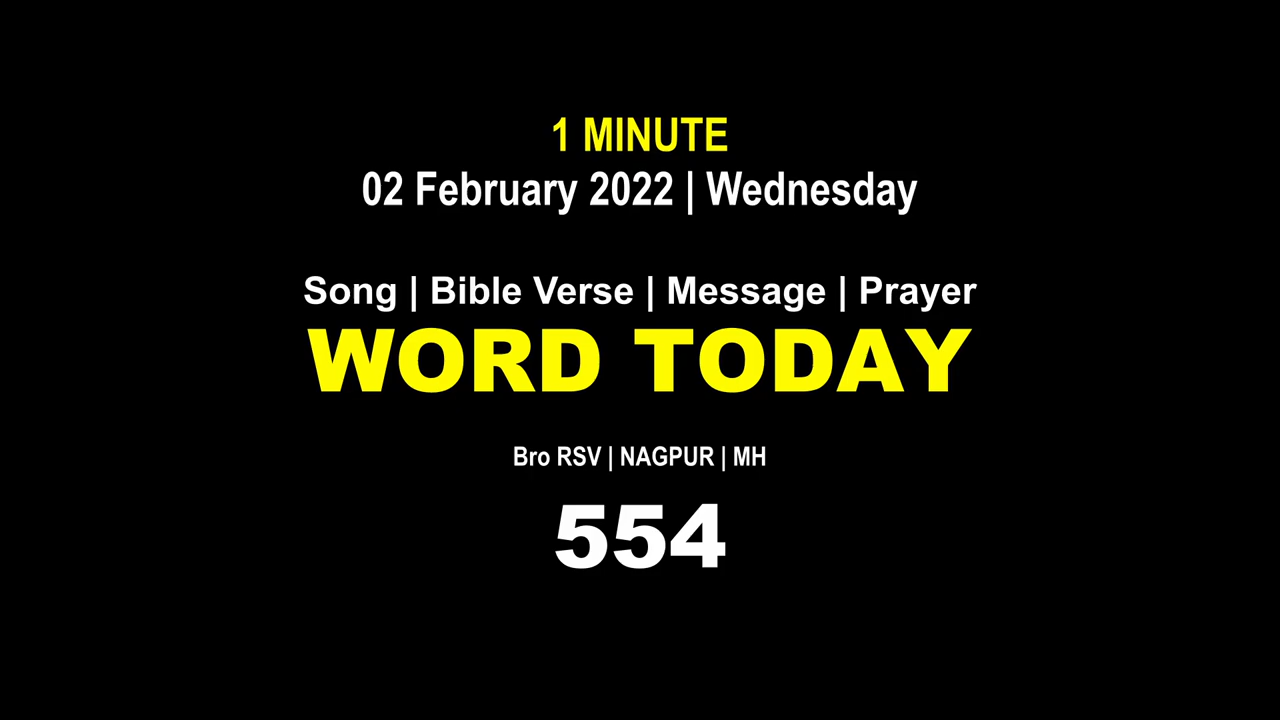 1 MINUTE
02 February 2022 | Wednesday
Song | Bible Verse | Message | Prayer
WORD TODAY
Bro RSV | NAGPUR | MH
554